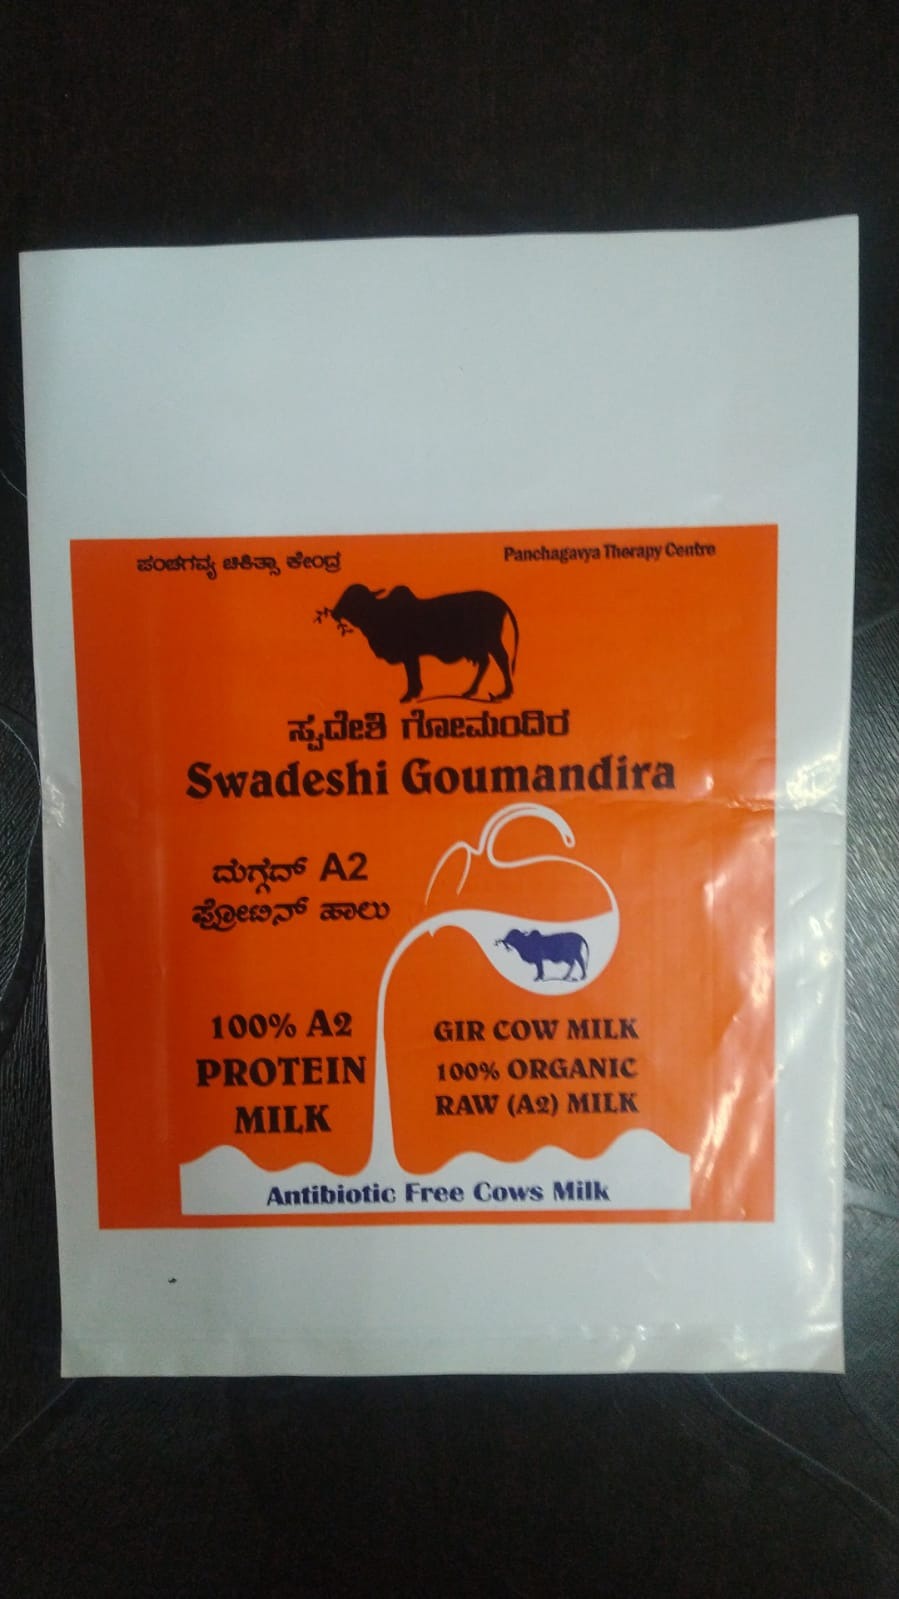 ಪಂಚಗವ್ಯ ಚಿಕಿತ್ಸಾ ಕೇಂದ್ರ
Panchagavya Therapy Centre
ಸ್ವದೇಶಿ ಗೋಮಂದಿರ
Swadeshi Goumandira
ದುಗ್ಗದ್ A2
ಪ್ರೋಟಿನ್ ಹಾಲು
100% A2
PROTEIN
MILK
GIR COW MILK
100% ORGANIC
RAW (A2) MILK
Antibiotic Free Cows Milk